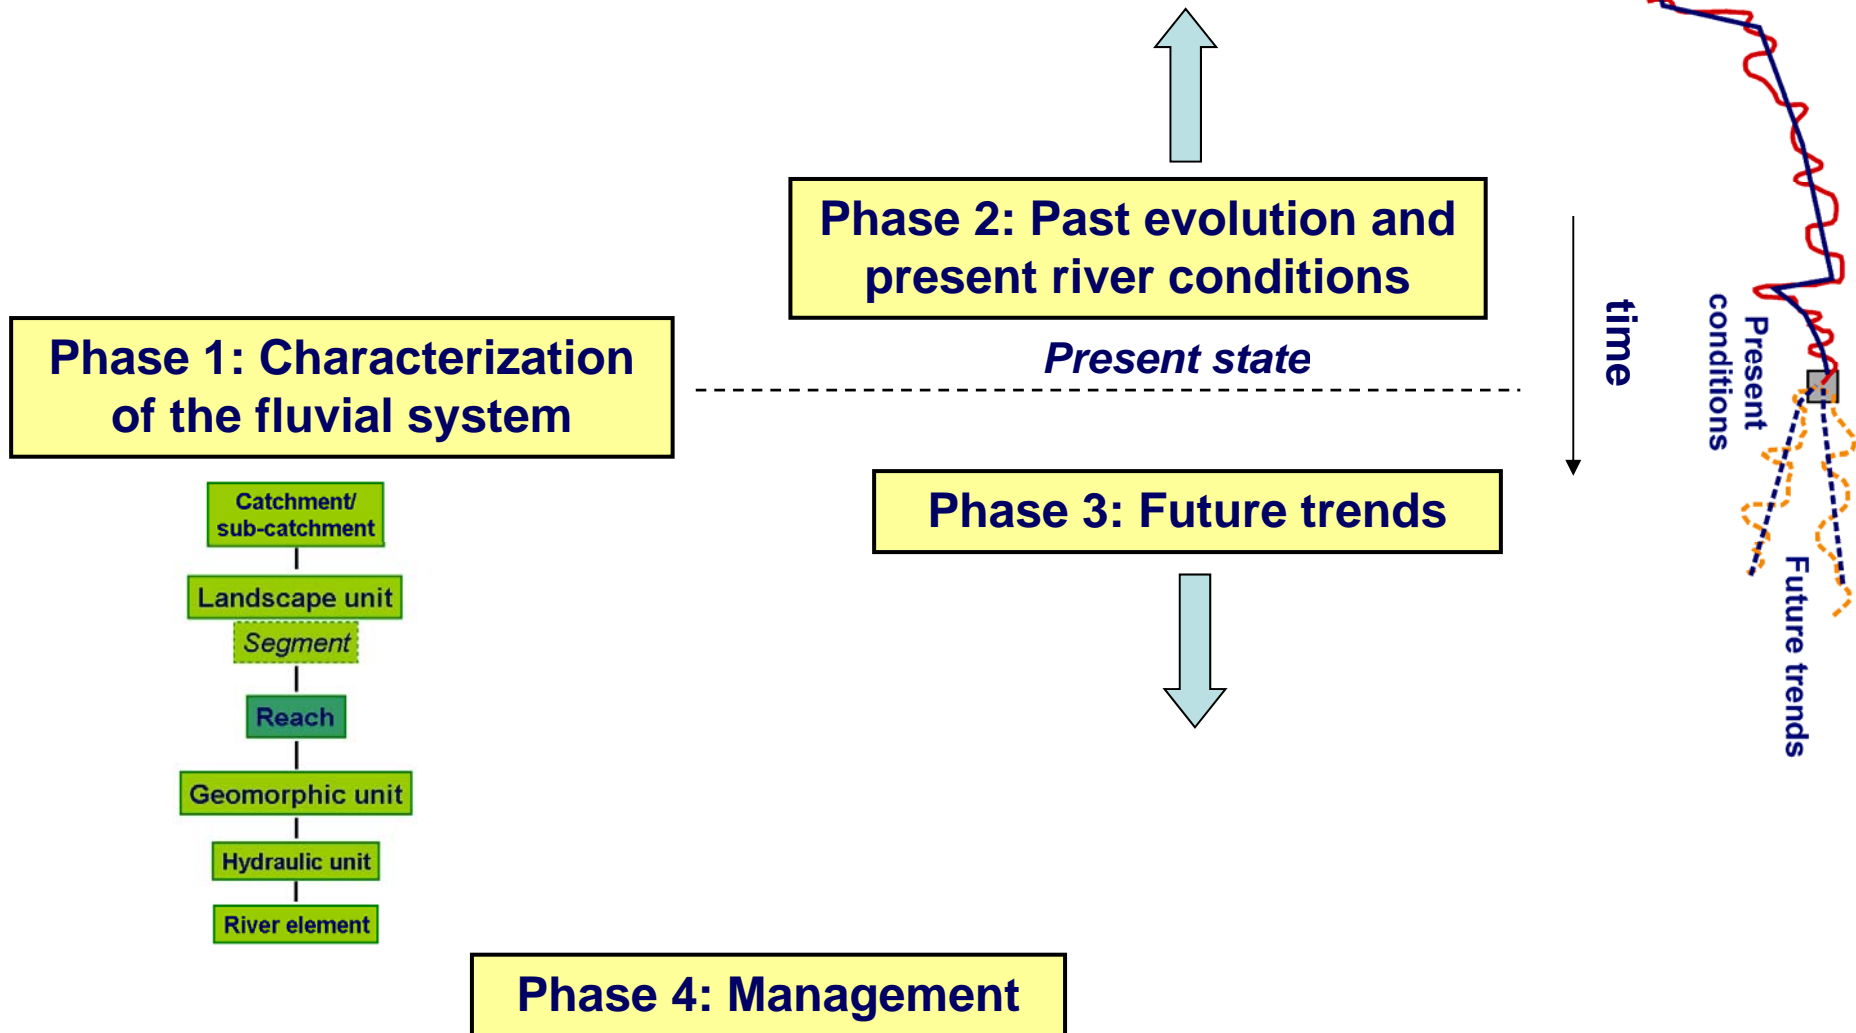 Phase 2: Past evolution and
present river conditions
Phase 1: Characterization
of the fluvial system
Present state
time
Present
conditions
Phase 3: Future trends
Future trends
Catchment/
sub-catchment
Landscape unit
Segment
Reach
Geomorphic unit
Hydraulic unit
River element
Phase 4: Management